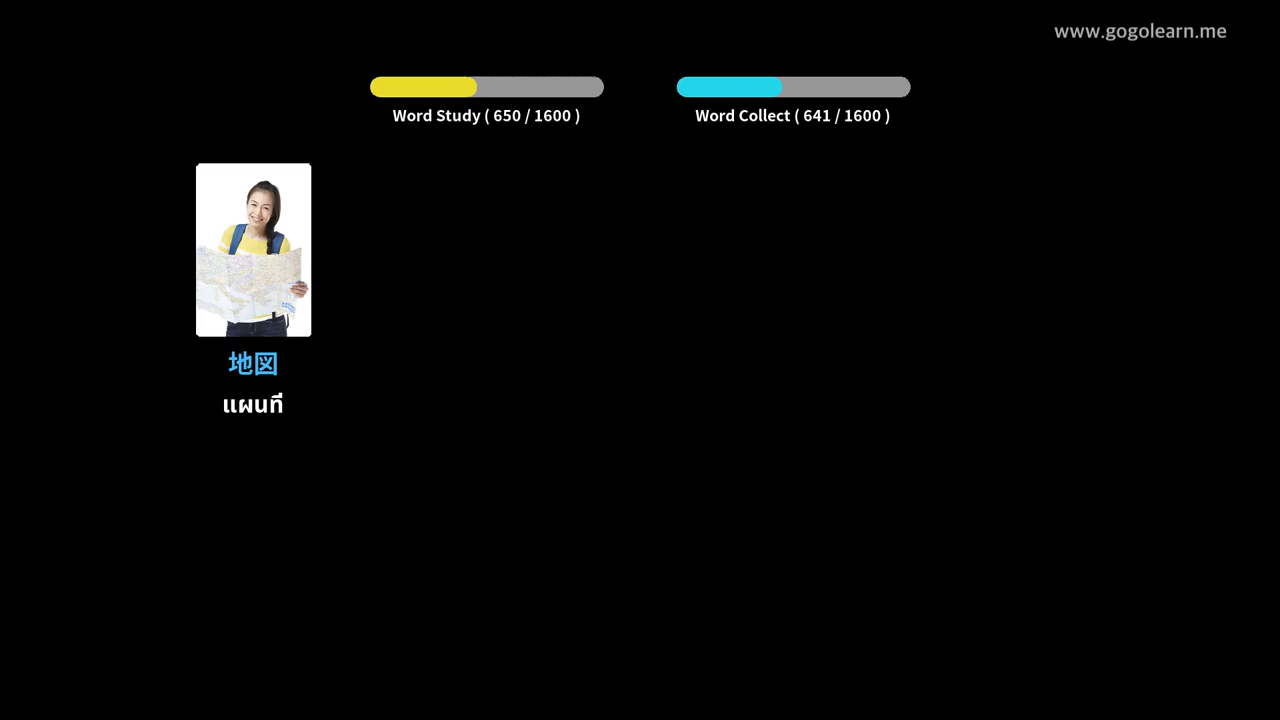 www.gogolearn.me
Word Study ( 650 / 1600 )
Word Collect ( 641 / 1600 )
地図
แผนที่